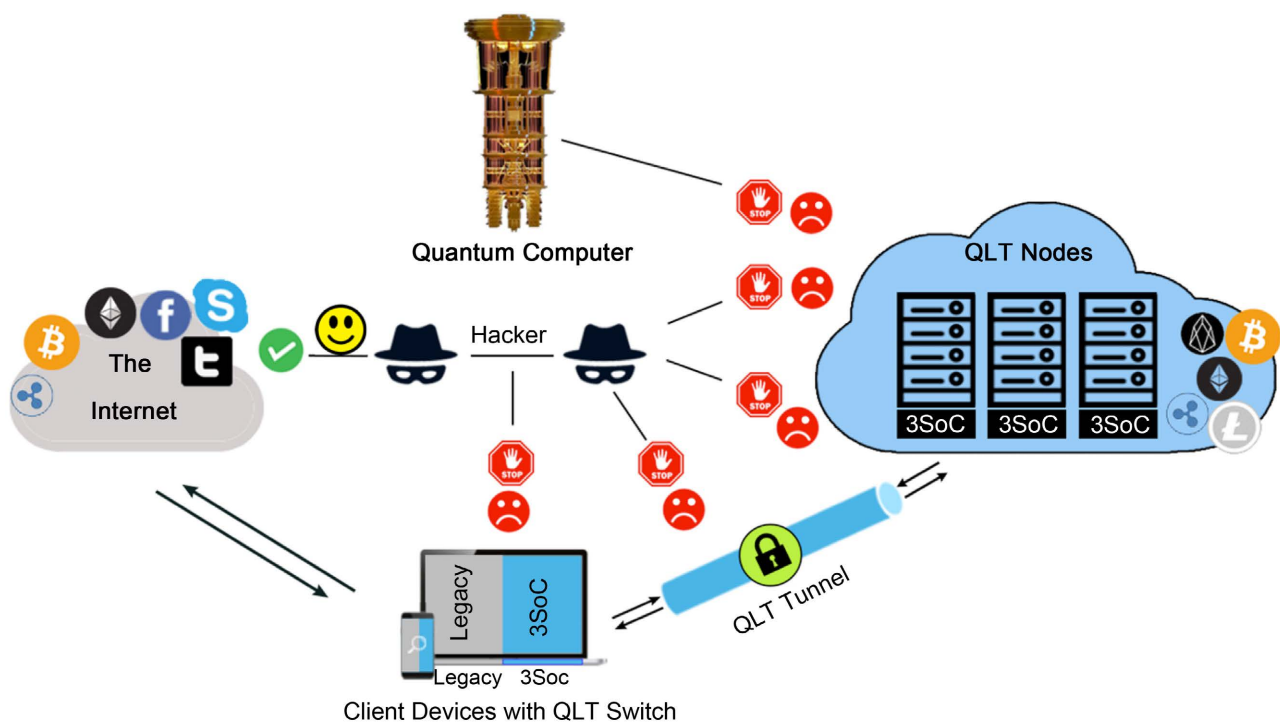 Quantum Computer
STOP
STOP
QLT Nodes
The
Internet
Hacker
STOP
3SoC
3SoC
3SoC
STOP
STOP
Legacy
3SoC
QLT Tunnel
Legacy
3Soc
Client Devices with QLT Switch